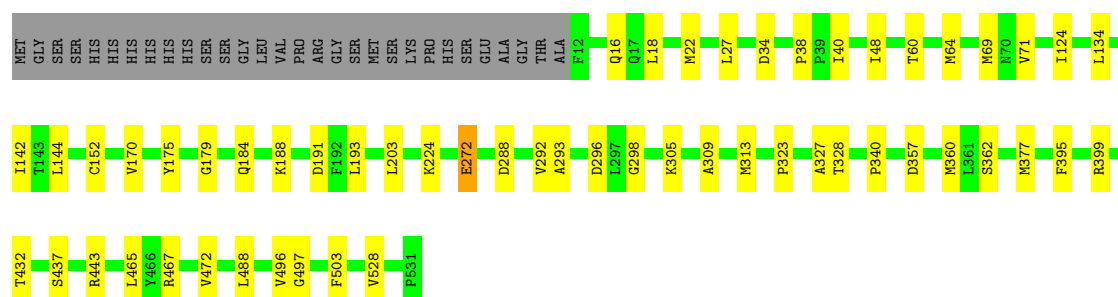 MET GLY SER SER HIS HIS HIS HIS HIS HIS SER SER GLY LEU VAL PRO ARG GLY SER MET SER LYS PRO HIS SER GLU ALA GLY THR ALA F12 Q16 Q17 L18 M22 L27 D34 P38 P39 I40 I48 T60 M64 M69 N70 V71 I124 L134
I142 T143 L144 C152 V170 Y175 G179 Q184 K188 D191 F192 L193 L203 K224 E272 D288 V292 A293 D296 L297 G298 K305 A309 M313 P323 A327 T328 P340 D357 M360 L361 S362 M377 F395 R399
T432 S437 R443 L465 Y466 R467 V472 L488 V496 G497 F503 V528 P531